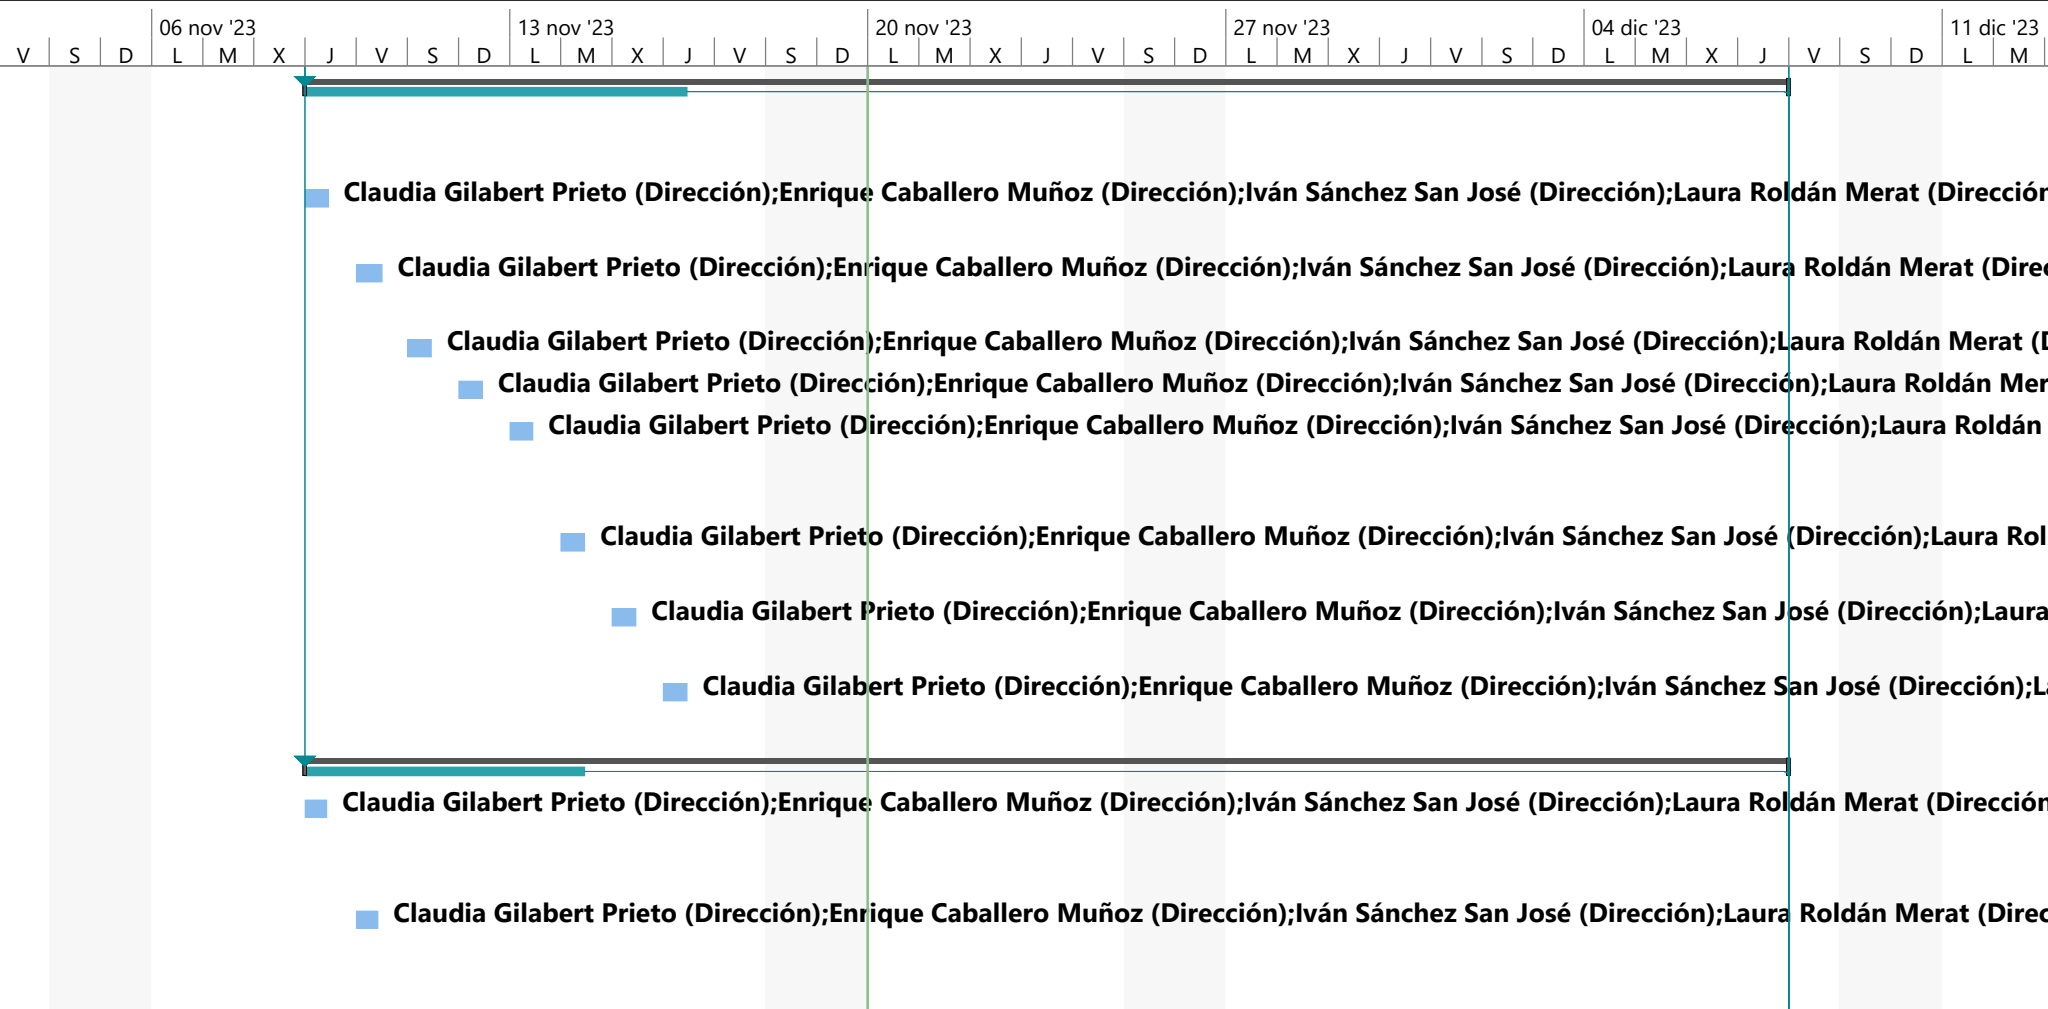 06 nov '23 13 nov '23 20 nov '23 27 nov '23 04 dic '23 11 dic '23
V S D L M X J V S D L M X J V S D L M X J V S D L M X J V S D L M X J V S D L M
Claudia Gilabert Prieto (Dirección);Enrique Caballero Muñoz (Dirección);Iván Sánchez San José (Dirección);Laura Roldán Merat (Dirección
Claudia Gilabert Prieto (Dirección);Enrique Caballero Muñoz (Dirección);Iván Sánchez San José (Dirección);Laura Roldán Merat (Direc
Claudia Gilabert Prieto (Dirección);Enrique Caballero Muñoz (Dirección);Iván Sánchez San José (Dirección);Laura Roldán Merat (D
Claudia Gilabert Prieto (Dirección);Enrique Caballero Muñoz (Dirección);Iván Sánchez San José (Dirección);Laura Roldán Mer
Claudia Gilabert Prieto (Dirección);Enrique Caballero Muñoz (Dirección);Iván Sánchez San José (Dirección);Laura Roldán
Claudia Gilabert Prieto (Dirección);Enrique Caballero Muñoz (Dirección);Iván Sánchez San José (Dirección);Laura Rol
Claudia Gilabert Prieto (Dirección);Enrique Caballero Muñoz (Dirección);Iván Sánchez San José (Dirección);Laura
Claudia Gilabert Prieto (Dirección);Enrique Caballero Muñoz (Dirección);Iván Sánchez San José (Dirección);La
Claudia Gilabert Prieto (Dirección);Enrique Caballero Muñoz (Dirección);Iván Sánchez San José (Dirección);Laura Roldán Merat (Dirección
Claudia Gilabert Prieto (Dirección);Enrique Caballero Muñoz (Dirección);Iván Sánchez San José (Dirección);Laura Roldán Merat (Direc